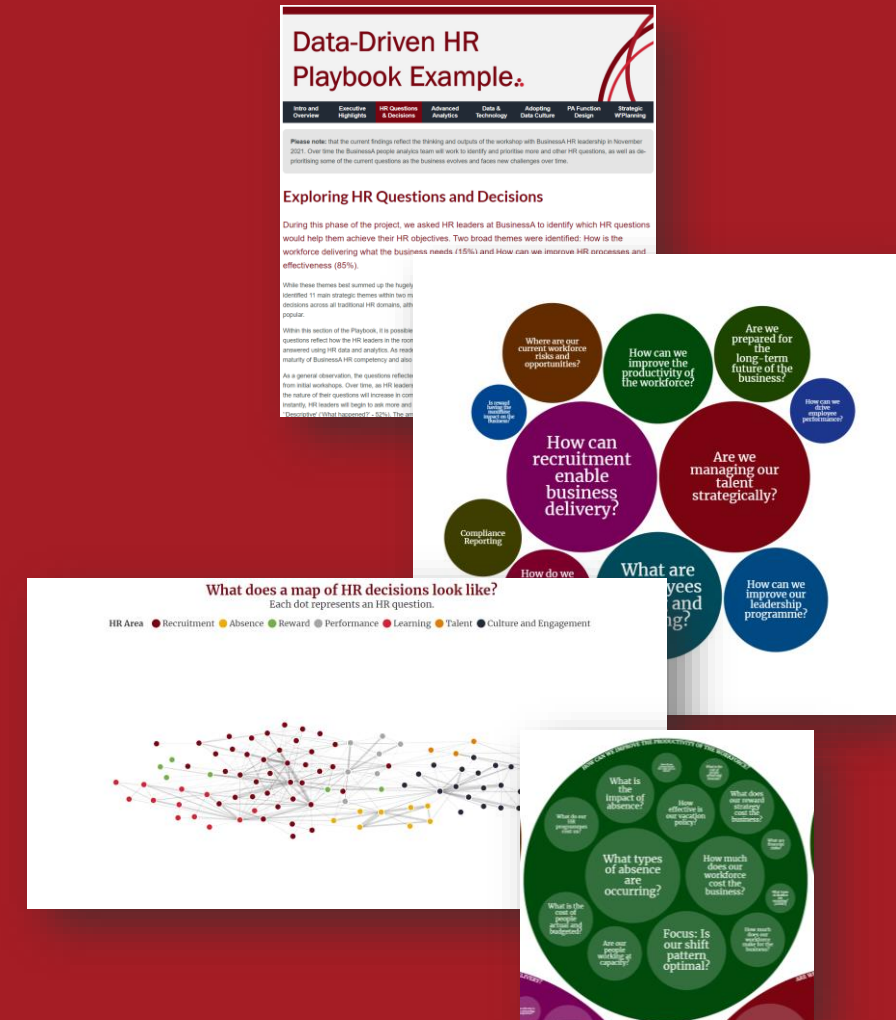 Data-Driven HR
Playbook Example
Intro and
Overview
Executive
Highlights
HR Questions
& Decisions
Advanced
Analytics
Data &
Technology
Adopting
Data Culture
PA Function
Design
Strategic
W'Planning
Please note: that the current findings reflect the thinking and outputs of the workshop with BusinessA HR leadership in November
2021. Over time the BusinessA people analyics team will work to identify and prioritise more and other HR questions, as well as de-
prioritising some of the current questions as the business evolves and faces new challenges over time.
Exploring HR Questions and Decisions
During this phase of the project, we asked HR leaders at BusinessA to identify which HR questions
would help them achieve their HR objectives. Two broad themes were identified: How is the
workforce delivering what the business needs (15%) and How can we improve HR processes and
effectiveness (85%).
While these themes best summed up the hugely
identified 11 main strategic themes within two
decisions across all traditional HR domains,
popular.
Within this section of the Playbook, it is possible
questions reflect how the HR leaders in the
answered using HR data and analytics. As
maturity of BusinessA HR competency and also
As a general observation, the questions
from initial workshops. Over time, as HR
the nature of their questions will increase in
instantly, HR leaders will begin to ask more and
'Descriptive' ('What happened?' - 52%). The
Where are our
current workforce
risks and
opportunities?
How can we
improve the
productivity of
the workforce?
Are we
prepared for
the
long-term
future of the
business?
Is reward
having the
impact on the
Business?
How can we
drive
employee
performance?
How can
recruitment
enable
business
delivery?
Are we
managing our
talent
strategically?
Compliance
Reporting
How do we
What are
and
How can we
improve our
leadership
programme?
What does a map of HR decisions look like?
Each dot represents an HR question.
HR Area Recruitment Absence Reward Performance Learning Talent Culture and Engagement
HOW CAN WE IMPROVE THE PRODUCTIVITY OF THE WORKFORCE?
What is
the
impact of
absence?
How
effective is
our vacation
policy?
What does
our reward
strategy
cost the
business?
What do our
HR
programmes
cost us?
What types
of absence
are
occurring?
How much
does our
workforce
cost the
business?
What is the
cost of
people
actual and
budgeted?
Are our
people
working at
capacity?
Focus: Is
our shift
pattern
optimal?
How much
does our
workforce
make for the
business?